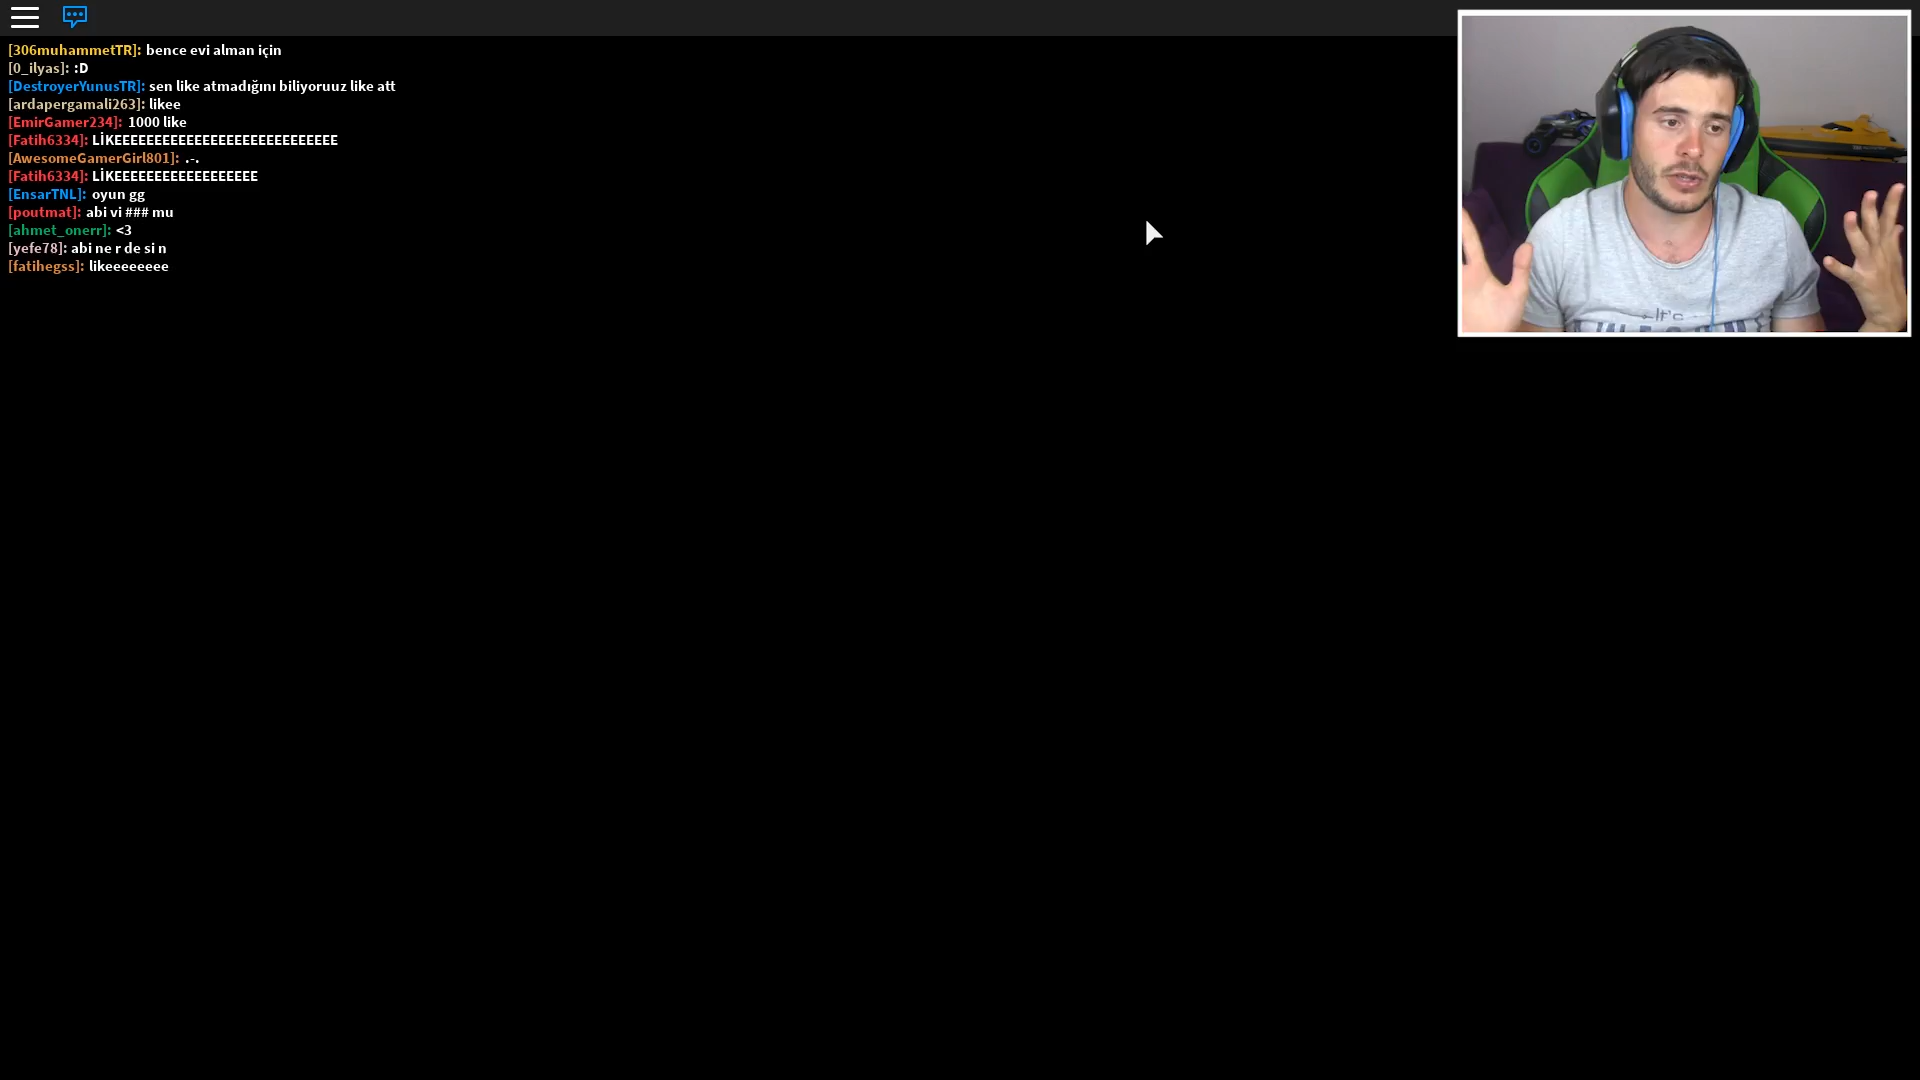 [306muhammetTR]: bence evi alman için
[0_ilyas]: :D
[DestroyerYunusTR]: sen like atmadığını biliyoruuz like att
[ardapergamali263]: likee
[EmirGamer234]: 1000 like
[Fatih6334]: LİKEEEEEEEEEEEEEEEEEEEEEEEEEEEE
[AwesomeGamerGirl801]: .-.
[Fatih6334]: LİKEEEEEEEEEEEEEEEEEE
[EnsarTNL]: oyun gg
[poutmat]: abi vi ### mu
[ahmet_onerr]: <3
[yefe78]: abi ne r de si n
[fatihegss]: likeeeeeeee
It's